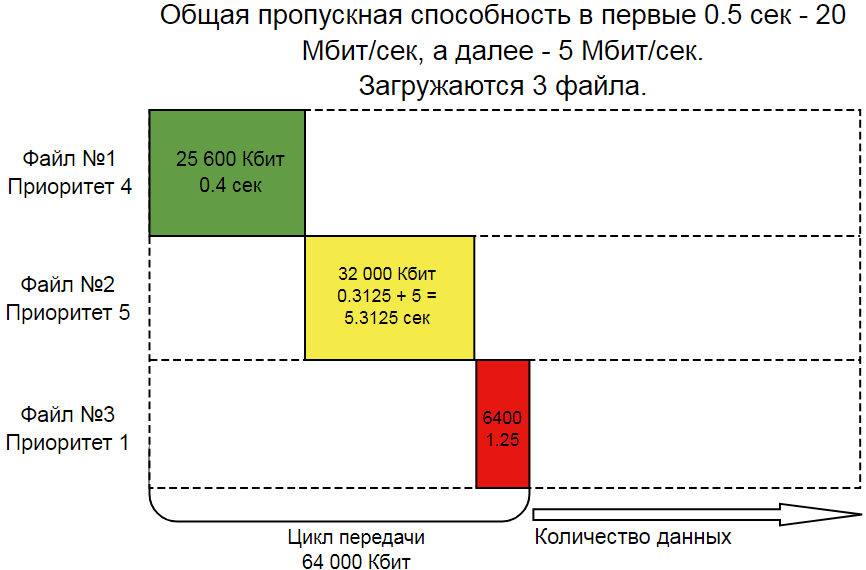 Общая пропускная способность в первые 0.5 сек - 20
Мбит/сек, а далее - 5 Мбит/сек.
Загружаются 3 файла.
Файл №1
Приоритет 4
25 600 Кбит
0.4 сек
Файл №2
Приоритет 5
32 000 Кбит
0.3125 + 5 =
5.3125 сек
Файл №3
Приоритет 1
6400
1.25
Цикл передачи
64 000 Кбит
Количество данных